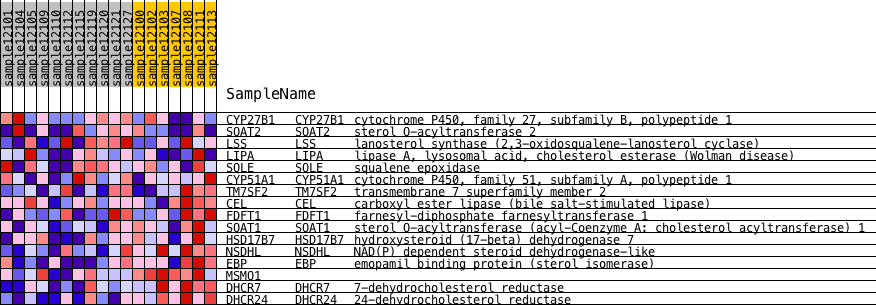 sample12101
sample12104
sample12105
sample12109
sample12110
sample12112
sample12115
sample12119
sample12120
sample12121
sample12127
sample12100
sample12102
sample12103
sample12107
sample12108
sample12111
sample12113
SampleName
CYP27B1 CYP27B1 cytochrome P450, family 27, subfamily B, polypeptide 1
SOAT2 SOAT2 sterol O-acyltransferase 2
LSS LSS lanosterol synthase (2,3-oxidosqualene-lanosterol cyclase)
LIPA LIPA lipase A, lysosomal acid, cholesterol esterase (Wolman disease)
SQLE SQLE squalene epoxidase
CYP51A1 CYP51A1 cytochrome P450, family 51, subfamily A, polypeptide 1
TM7SF2 TM7SF2 transmembrane 7 superfamily member 2
CEL CEL carboxyl ester lipase (bile salt-stimulated lipase)
FDFT1 FDFT1 farnesyl-diphosphate farnesyltransferase 1
SOAT1 SOAT1 sterol O-acyltransferase (acyl-Coenzyme A: cholesterol acyltransferase) 1
HSD17B7 HSD17B7 hydroxysteroid (17-beta) dehydrogenase 7
NSDHL NSDHL NAD(P) dependent steroid dehydrogenase-like
EBP EBP emopamil binding protein (sterol isomerase)
MSMO1
DHCR7 DHCR7 7-dehydrocholesterol reductase
DHCR24 DHCR24 24-dehydrocholesterol reductase